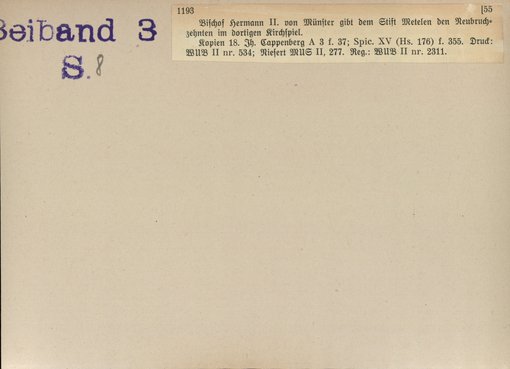 Beiband 3
S. 8
1193 [55
Bischof Hermann II. von Münster gibt dem Stift Metelen den Neubruch-
zehnten im dortigen Kirchspiel.
Kopien 18. Jh. Cappenberg A 3 f. 37; Spic. XV (Hs. 176) f. 355. Druck:
WUB II nr. 534; Niesert MUS II, 277. Reg.: WUB II nr. 2311.